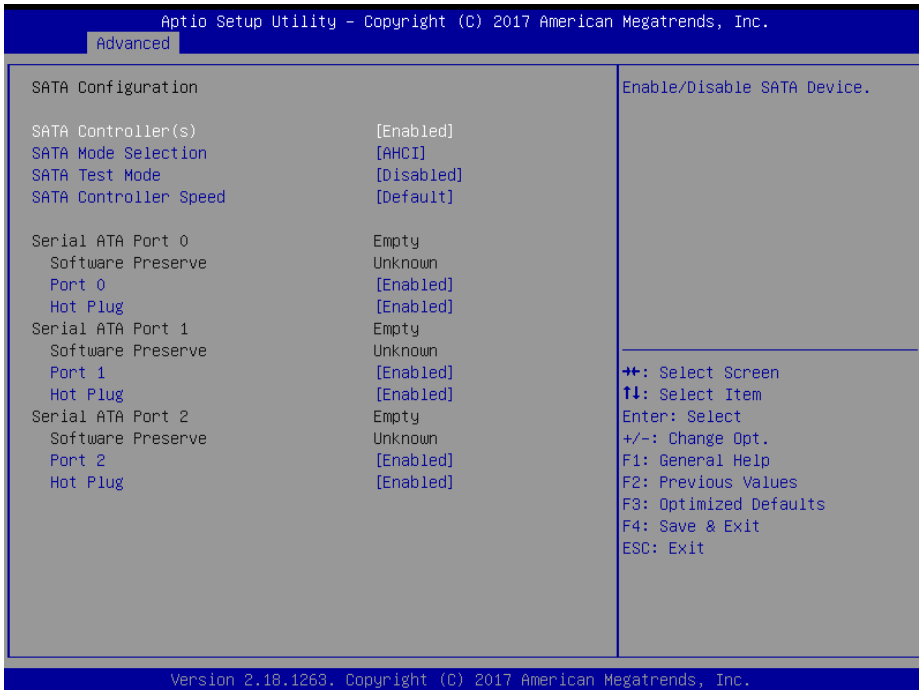 Aptio Setup Utility – Copyright (C) 2017 American Megatrends, Inc.
Advanced
SATA Configuration
SATA Controller(s) [Enabled]
SATA Mode Selection [AHCI]
SATA Test Mode [Disabled]
SATA Controller Speed [Default]
Serial ATA Port 0 Empty
Software Preserve Unknown
Port 0 [Enabled]
Hot Plug [Enabled]
Serial ATA Port 1 Empty
Software Preserve Unknown
Port 1 [Enabled]
Hot Plug [Enabled]
Serial ATA Port 2 Empty
Software Preserve Unknown
Port 2 [Enabled]
Hot Plug [Enabled]
Enable/Disable SATA Device.
→←: Select Screen
↑↓: Select Item
Enter: Select
+/-: Change Opt.
F1: General Help
F2: Previous Values
F3: Optimized Defaults
F4: Save & Exit
ESC: Exit
Version 2.18.1263. Copyright (C) 2017 American Megatrends, Inc.